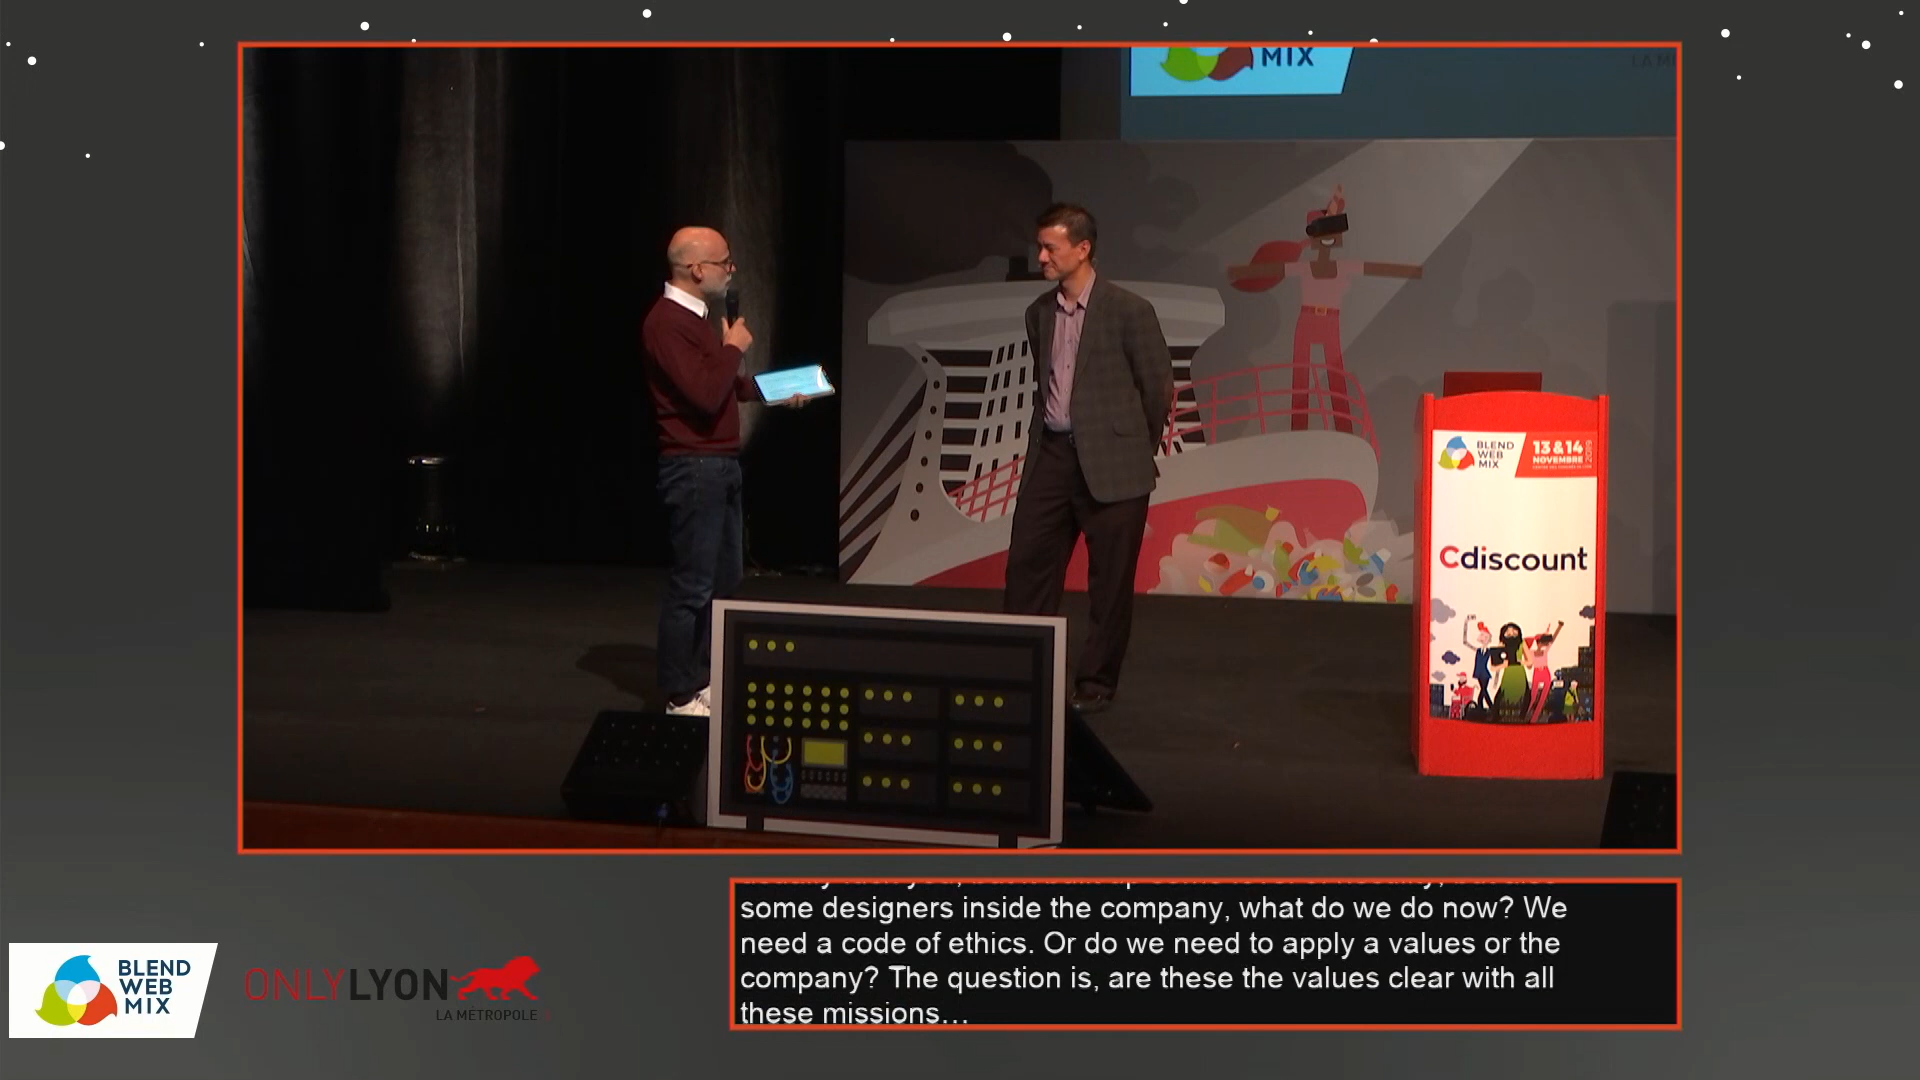 MIX
BLEND
WEB
MIX
13 & 14
NOVEMBRE
2019
Cdiscount
some designers inside the company, what do we do now? We
need a code of ethics. Or do we need to apply a values or the
company? The question is, are these the values clear with all
these missions…
BLEND
WEB
MIX
ONLYLYON
LA MÉTROPOLE